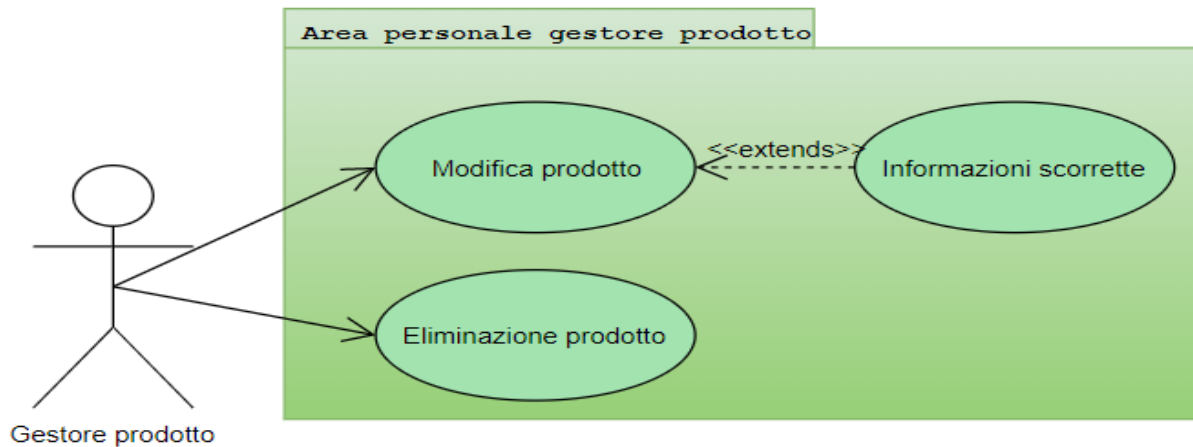 Area personale gestore prodotto
Modifica prodotto
<<extends>>
Informazioni scorrette
Eliminazione prodotto
Gestore prodotto